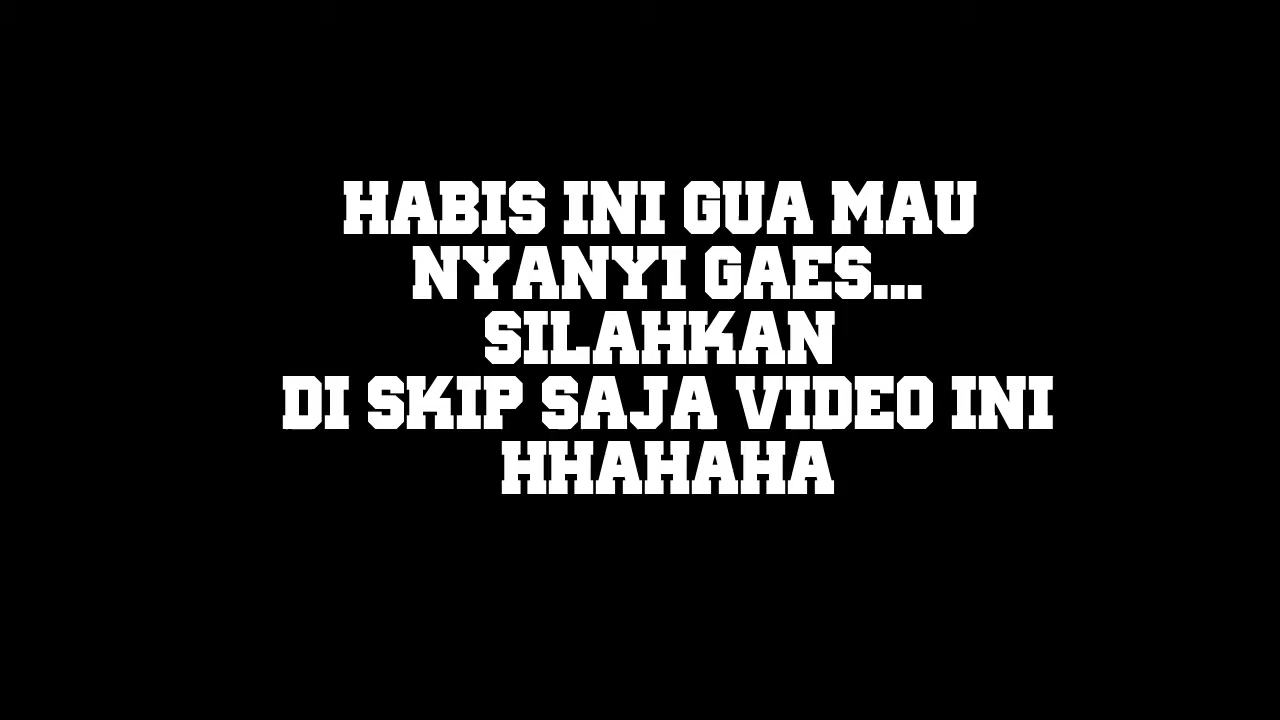 HABIS INI GUA MAU
NYANYI GAES...
SILAHKAN
DI SKIP SAJA VIDEO INI
HHAHAHA